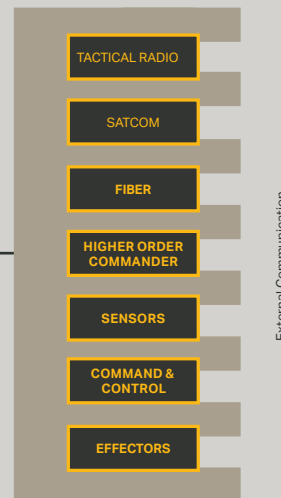 TACTICAL RADIO
SATCOM
FIBER
HIGHER ORDER
COMMANDER
SENSORS
COMMAND &
CONTROL
EFFECTORS
External Communication